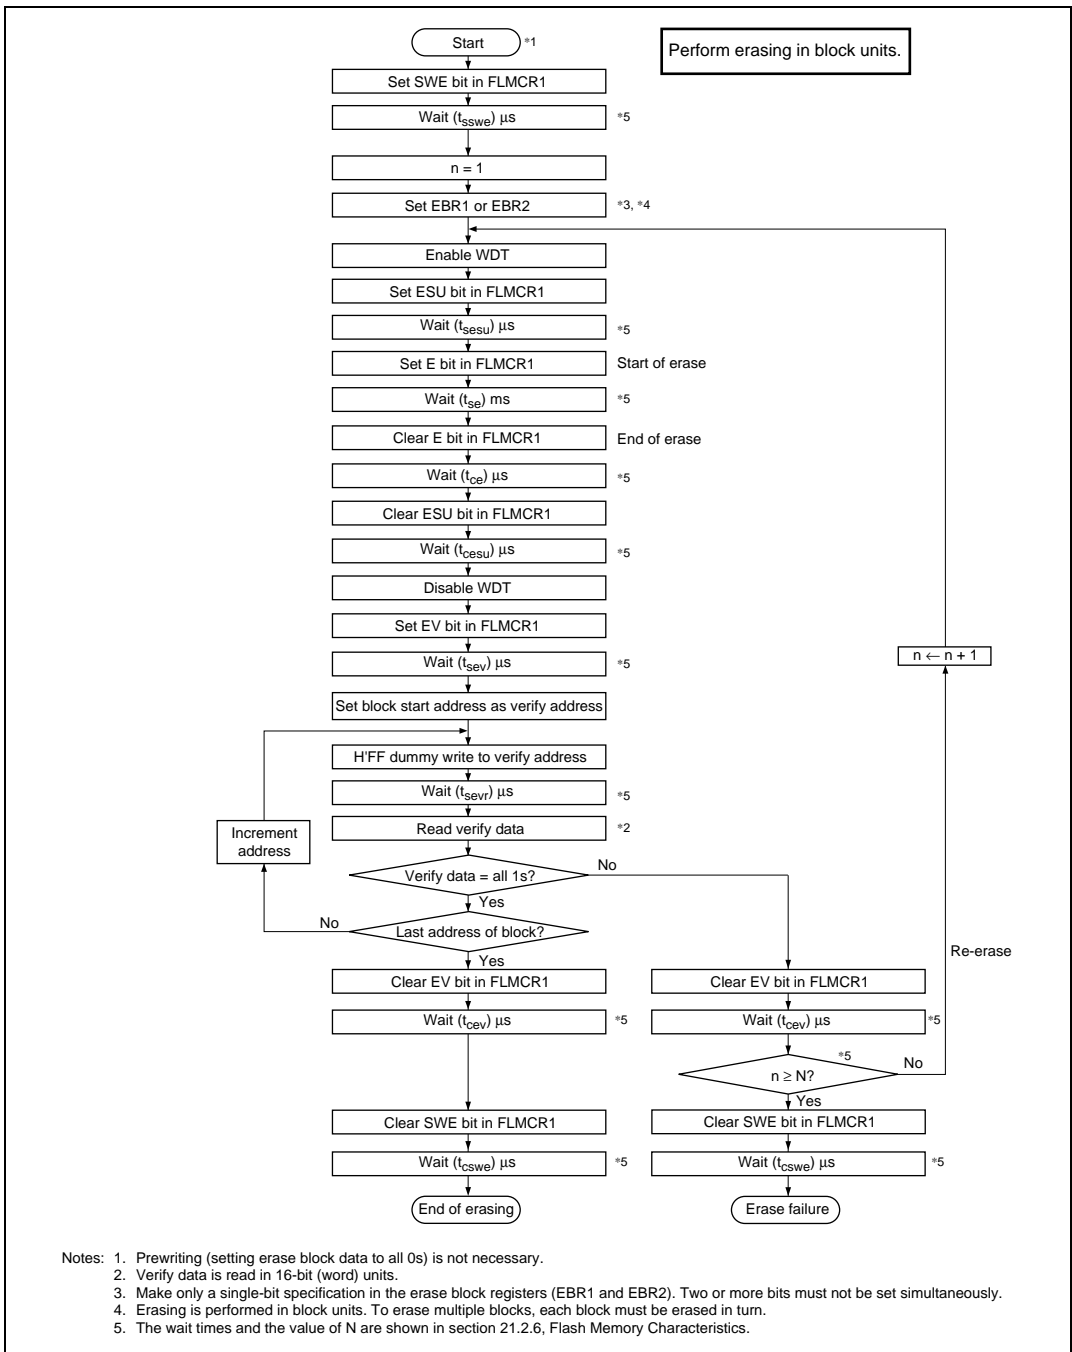 Start *1
Perform erasing in block units.
Set SWE bit in FLMCR1
Wait (tsswe) μs *5
n = 1
Set EBR1 or EBR2 *3, *4
Enable WDT
Set ESU bit in FLMCR1
Wait (tsesu) μs *5
Set E bit in FLMCR1 Start of erase
Wait (tse) ms *5
Clear E bit in FLMCR1 End of erase
Wait (tce) μs *5
Clear ESU bit in FLMCR1
Wait (tcesu) μs *5
Disable WDT
Set EV bit in FLMCR1
Wait (tsev) μs *5
n ← n + 1
Set block start address as verify address
H'FF dummy write to verify address
Wait (tsevr) μs *5
Read verify data *2
Increment
address
Verify data = all 1s?
No
Yes
Last address of block?
No
Yes
Re-erase
Clear EV bit in FLMCR1
Clear EV bit in FLMCR1
Wait (tcev) μs *5
Wait (tcev) μs *5
n ≥ N? *5
No
Yes
Clear SWE bit in FLMCR1
Clear SWE bit in FLMCR1
Wait (tcswe) μs *5
Wait (tcswe) μs *5
End of erasing
Erase failure
Notes: 1. Prewriting (setting erase block data to all 0s) is not necessary.
2. Verify data is read in 16-bit (word) units.
3. Make only a single-bit specification in the erase block registers (EBR1 and EBR2). Two or more bits must not be set simultaneously.
4. Erasing is performed in block units. To erase multiple blocks, each block must be erased in turn.
5. The wait times and the value of N are shown in section 21.2.6, Flash Memory Characteristics.